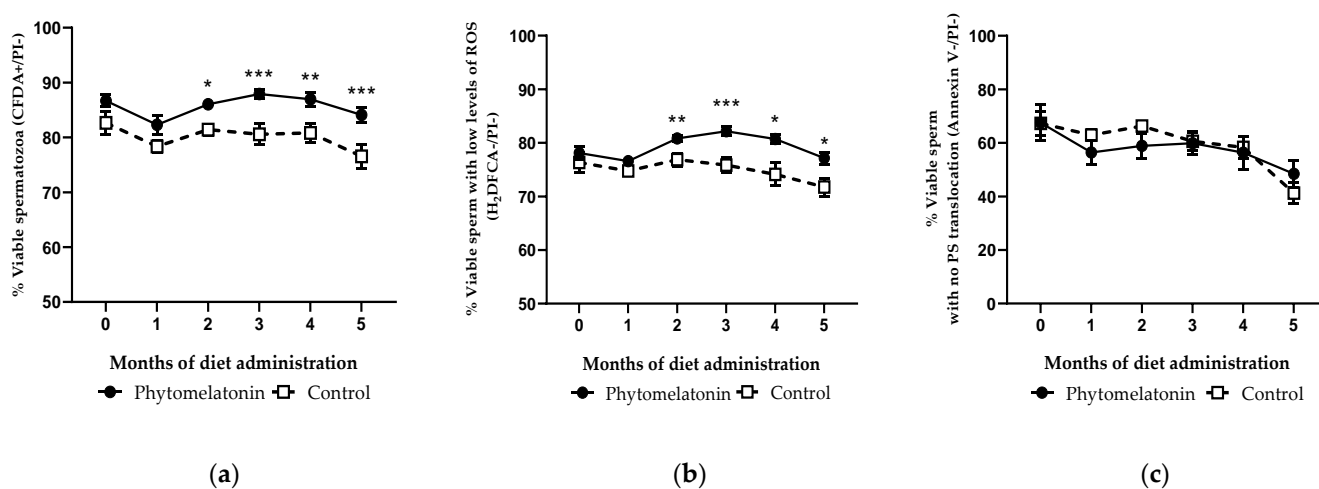 % Viable spermatozoa (CFDA+/PI-)
100
90
80
70
60
50
* *** ** ***
0 1 2 3 4 5
Months of diet administration
Phytomelatonin Control
(a)
% Viable sperm with low levels of ROS
(H₂DFCA-/PI-)
100
90
80
70
60
50
** *** * *
0 1 2 3 4 5
Months of diet administration
Phytomelatonin Control
(b)
% Viable sperm
with no PS translocation (Annexin V-/PI-)
100
80
60
40
20
0
0 1 2 3 4 5
Months of diet administration
Phytomelatonin Control
(c)